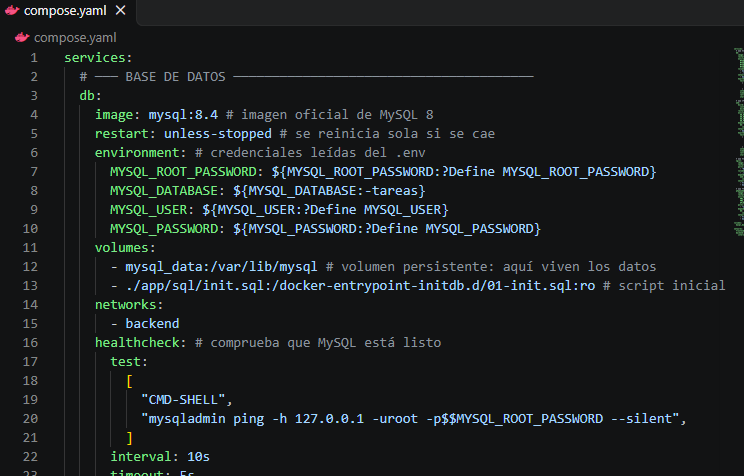 compose.yaml ×
compose.yaml
1 services:
2 # ─── BASE DE DATOS ───────────────────────────────────────
3 db:
4 image: mysql:8.4 # imagen oficial de MySQL 8
5 restart: unless-stopped # se reinicia sola si se cae
6 environment: # credenciales leídas del .env
7 MYSQL_ROOT_PASSWORD: ${MYSQL_ROOT_PASSWORD:?Define MYSQL_ROOT_PASSWORD}
8 MYSQL_DATABASE: ${MYSQL_DATABASE:-tareas}
9 MYSQL_USER: ${MYSQL_USER:?Define MYSQL_USER}
10 MYSQL_PASSWORD: ${MYSQL_PASSWORD:?Define MYSQL_PASSWORD}
11 volumes:
12 - mysql_data:/var/lib/mysql # volumen persistente: aquí viven los datos
13 - ./app/sql/init.sql:/docker-entrypoint-initdb.d/01-init.sql:ro # script inicial
14 networks:
15 - backend
16 healthcheck: # comprueba que MySQL está listo
17 test:
18 [
19 "CMD-SHELL",
20 "mysqladmin ping -h 127.0.0.1 -uroot -p$$MYSQL_ROOT_PASSWORD --silent",
21 ]
22 interval: 10s
23 timeout: 5s